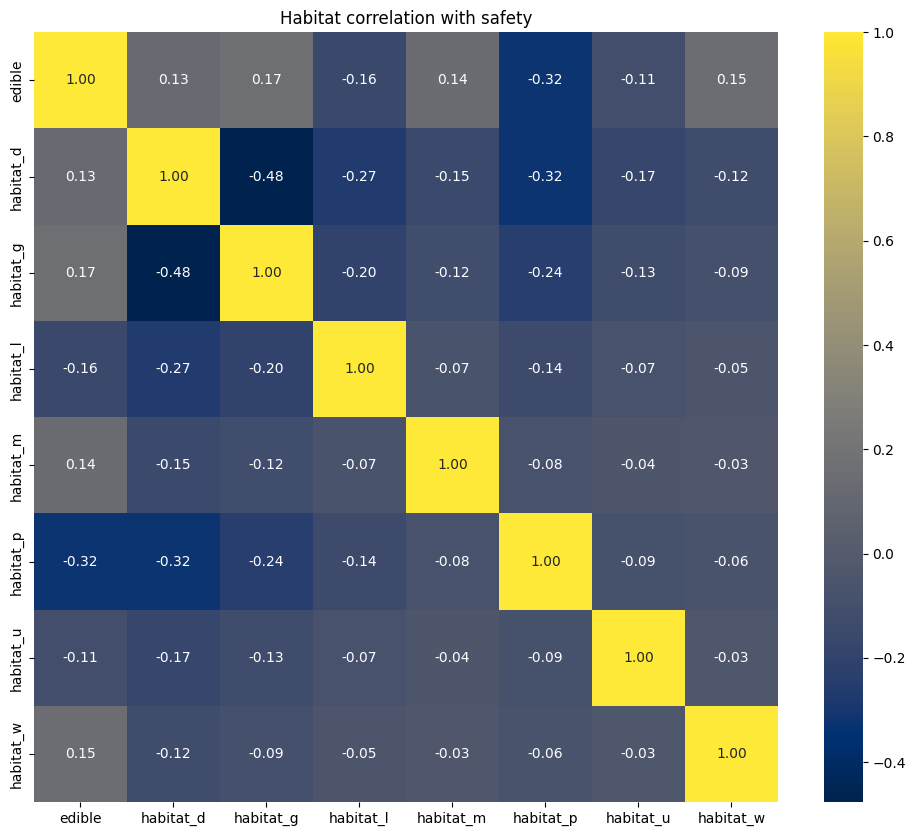 Habitat correlation with safety
edible 1.00 0.13 0.17 -0.16 0.14 -0.32 -0.11 0.15
habitat_d 0.13 1.00 -0.48 -0.27 -0.15 -0.32 -0.17 -0.12
habitat_g 0.17 -0.48 1.00 -0.20 -0.12 -0.24 -0.13 -0.09
habitat_l -0.16 -0.27 -0.20 1.00 -0.07 -0.14 -0.07 -0.05
habitat_m 0.14 -0.15 -0.12 -0.07 1.00 -0.08 -0.04 -0.03
habitat_p -0.32 -0.32 -0.24 -0.14 -0.08 1.00 -0.09 -0.06
habitat_u -0.11 -0.17 -0.13 -0.07 -0.04 -0.09 1.00 -0.03
habitat_w 0.15 -0.12 -0.09 -0.05 -0.03 -0.06 -0.03 1.00
edible habitat_d habitat_g habitat_l habitat_m habitat_p habitat_u habitat_w
1.0
0.8
0.6
0.4
0.2
0.0
−0.2
−0.4